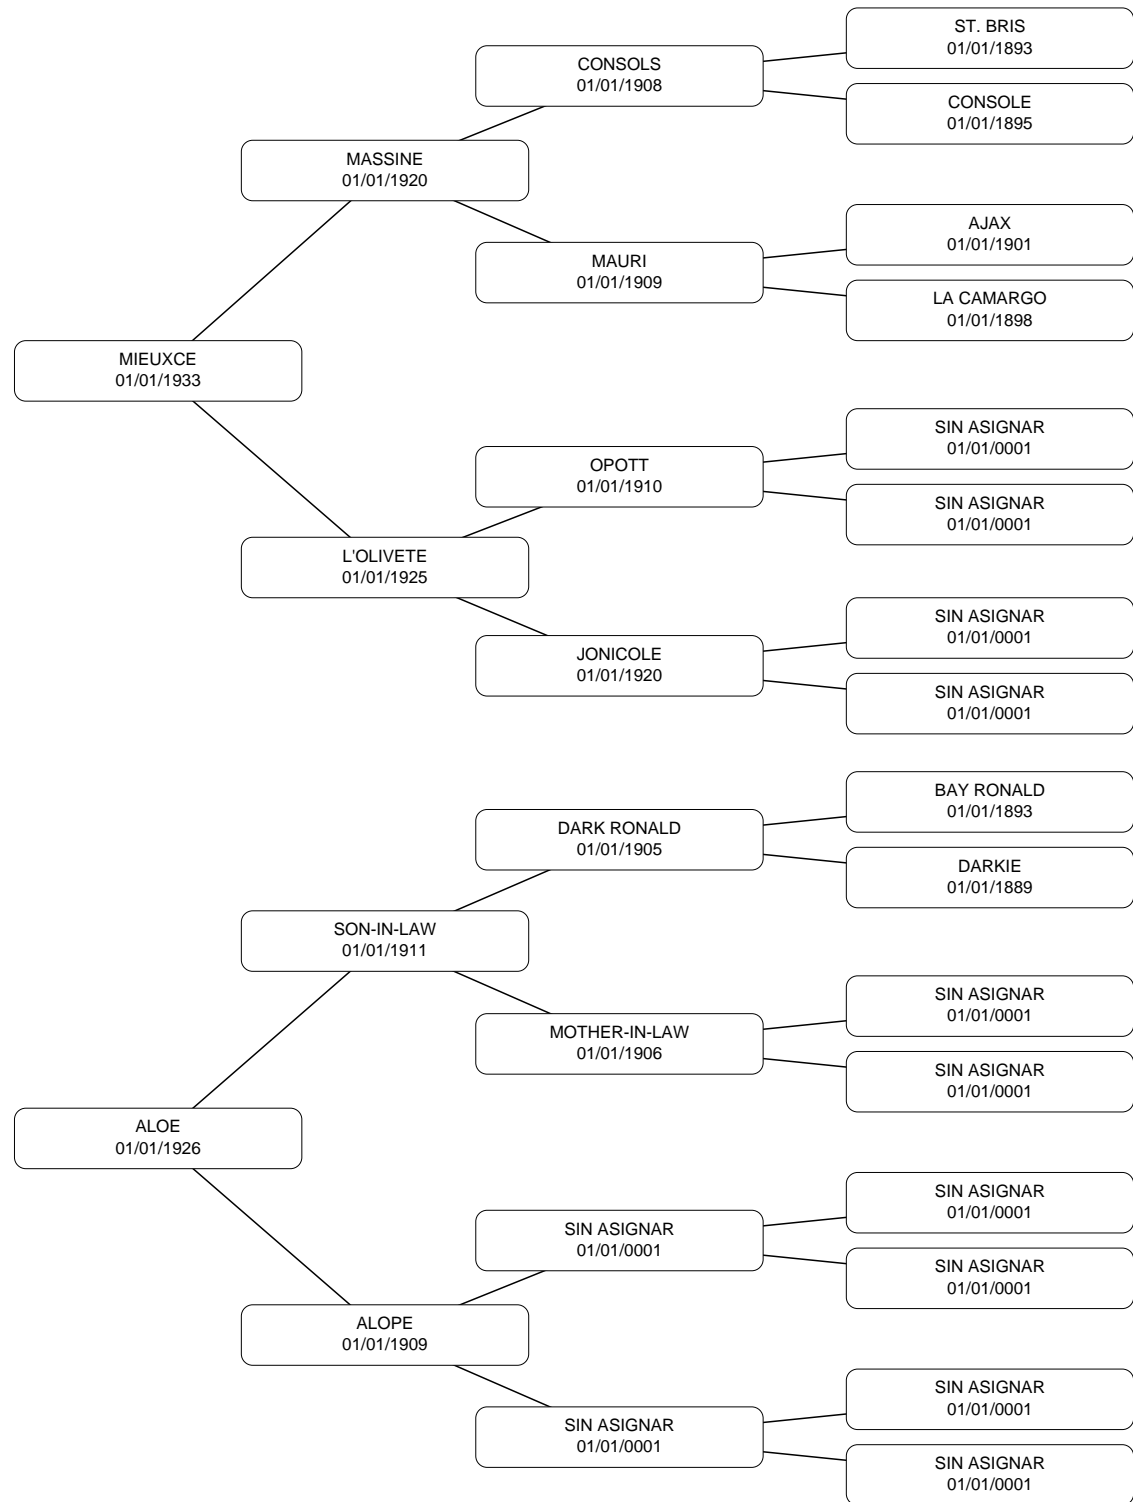 ST. BRIS
01/01/1893
CONSOLS
01/01/1908
CONSOLE
01/01/1895
MASSINE
01/01/1920
AJAX
01/01/1901
MAURI
01/01/1909
LA CAMARGO
01/01/1898
MIEUXCE
01/01/1933
SIN ASIGNAR
01/01/0001
OPOTT
01/01/1910
SIN ASIGNAR
01/01/0001
L'OLIVETE
01/01/1925
SIN ASIGNAR
01/01/0001
JONICOLE
01/01/1920
SIN ASIGNAR
01/01/0001
BAY RONALD
01/01/1893
DARK RONALD
01/01/1905
DARKIE
01/01/1889
SON-IN-LAW
01/01/1911
SIN ASIGNAR
01/01/0001
MOTHER-IN-LAW
01/01/1906
SIN ASIGNAR
01/01/0001
ALOE
01/01/1926
SIN ASIGNAR
01/01/0001
SIN ASIGNAR
01/01/0001
SIN ASIGNAR
01/01/0001
ALOPE
01/01/1909
SIN ASIGNAR
01/01/0001
SIN ASIGNAR
01/01/0001
SIN ASIGNAR
01/01/0001